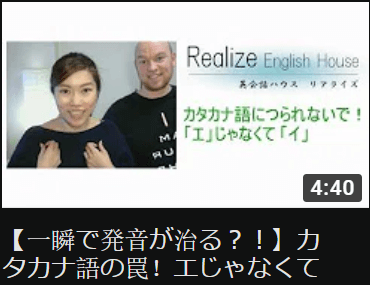 Realize English House
英会話ハウス リアライズ
カタカナ語につられないで！
「エ」じゃなくて「イ」
I
MA
RU
4:40
【一瞬で発音が治る？！】カ
タカナ語の罠！エじゃなくて